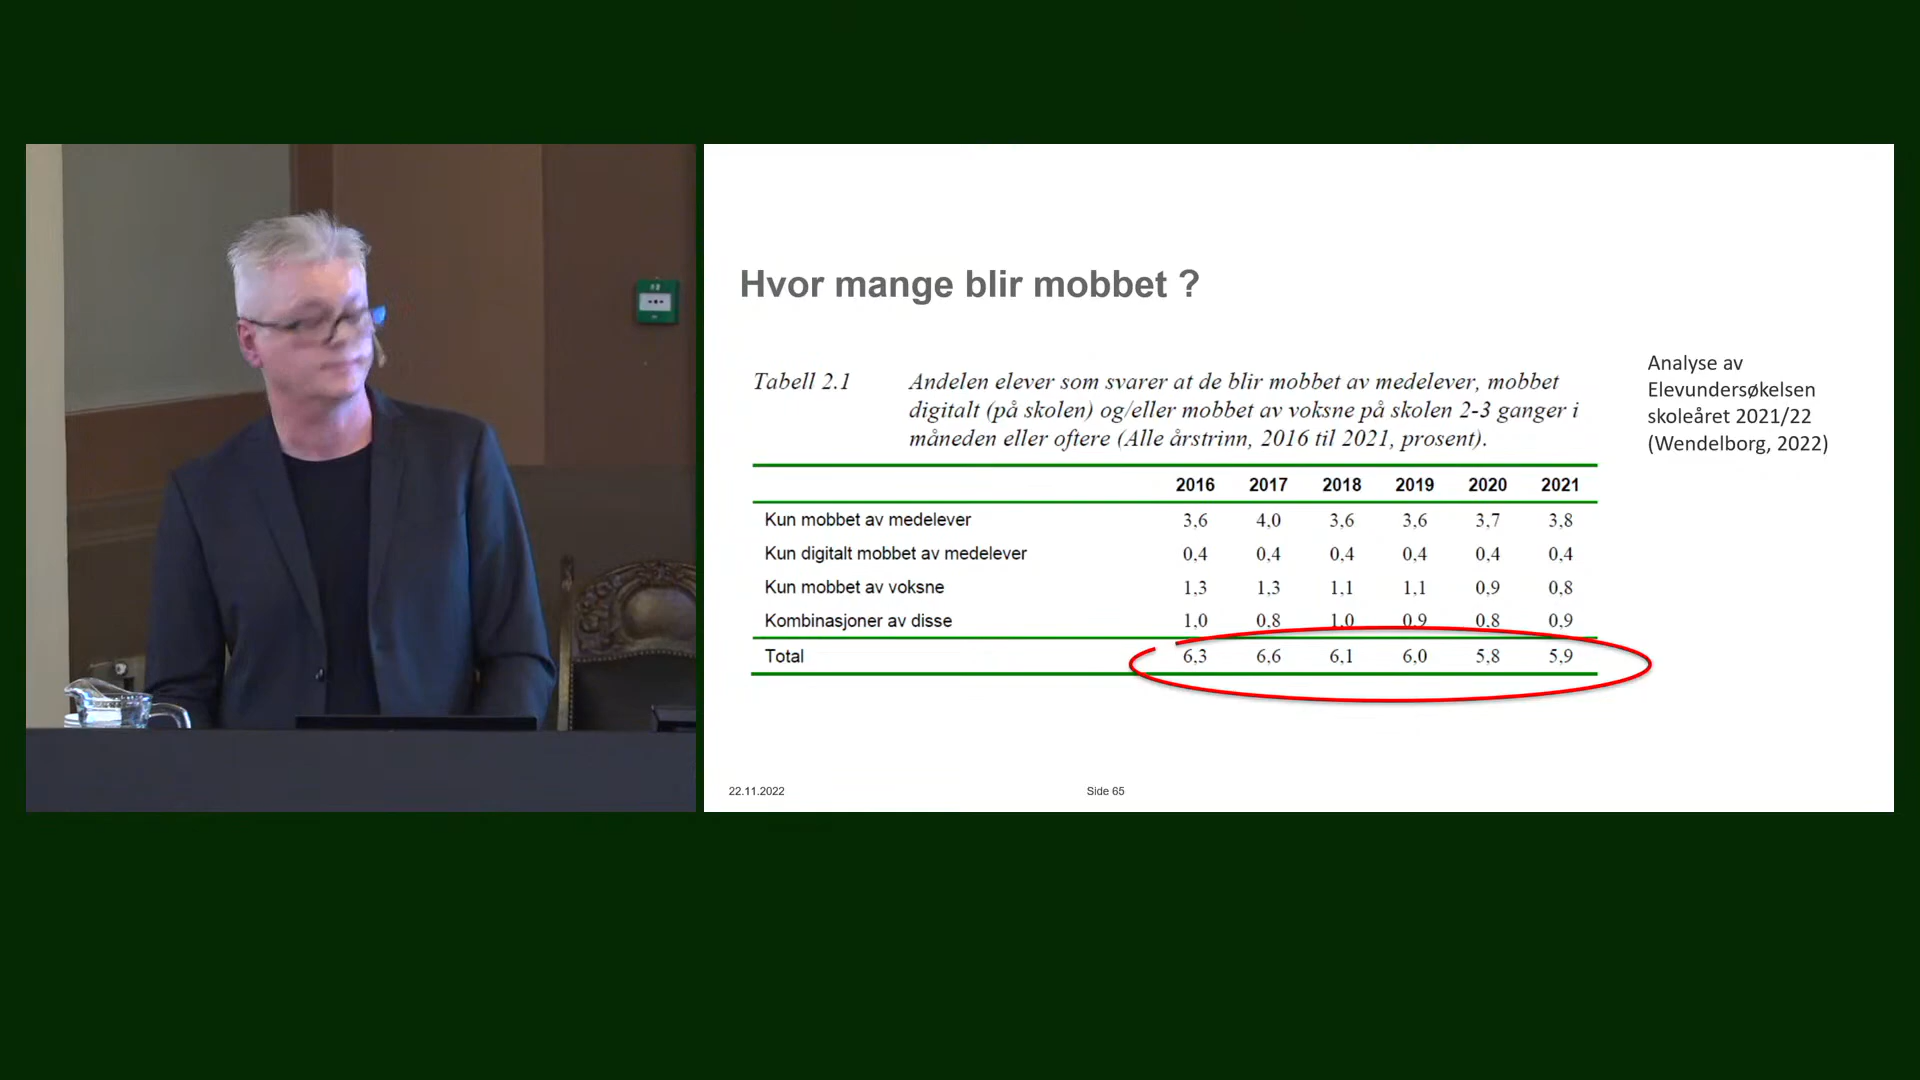 Hvor mange blir mobbet ?
Tabell 2.1
Andelen elever som svarer at de blir mobbet av medelever, mobbet
digitalt (på skolen) og/eller mobbet av voksne på skolen 2-3 ganger i
måneden eller oftere (Alle årstrinn, 2016 til 2021, prosent).
Analyse av
Elevundersøkelsen
skoleåret 2021/22
(Wendelborg, 2022)
2016 2017 2018 2019 2020 2021
Kun mobbet av medelever 3,6 4,0 3,6 3,6 3,7 3,8
Kun digitalt mobbet av medelever 0,4 0,4 0,4 0,4 0,4 0,4
Kun mobbet av voksne 1,3 1,3 1,1 1,1 0,9 0,8
Kombinasjoner av disse 1,0 0,8 1,0 0,9 0,8 0,9
Total 6,3 6,6 6,1 6,0 5,8 5,9
22.11.2022 Side 65